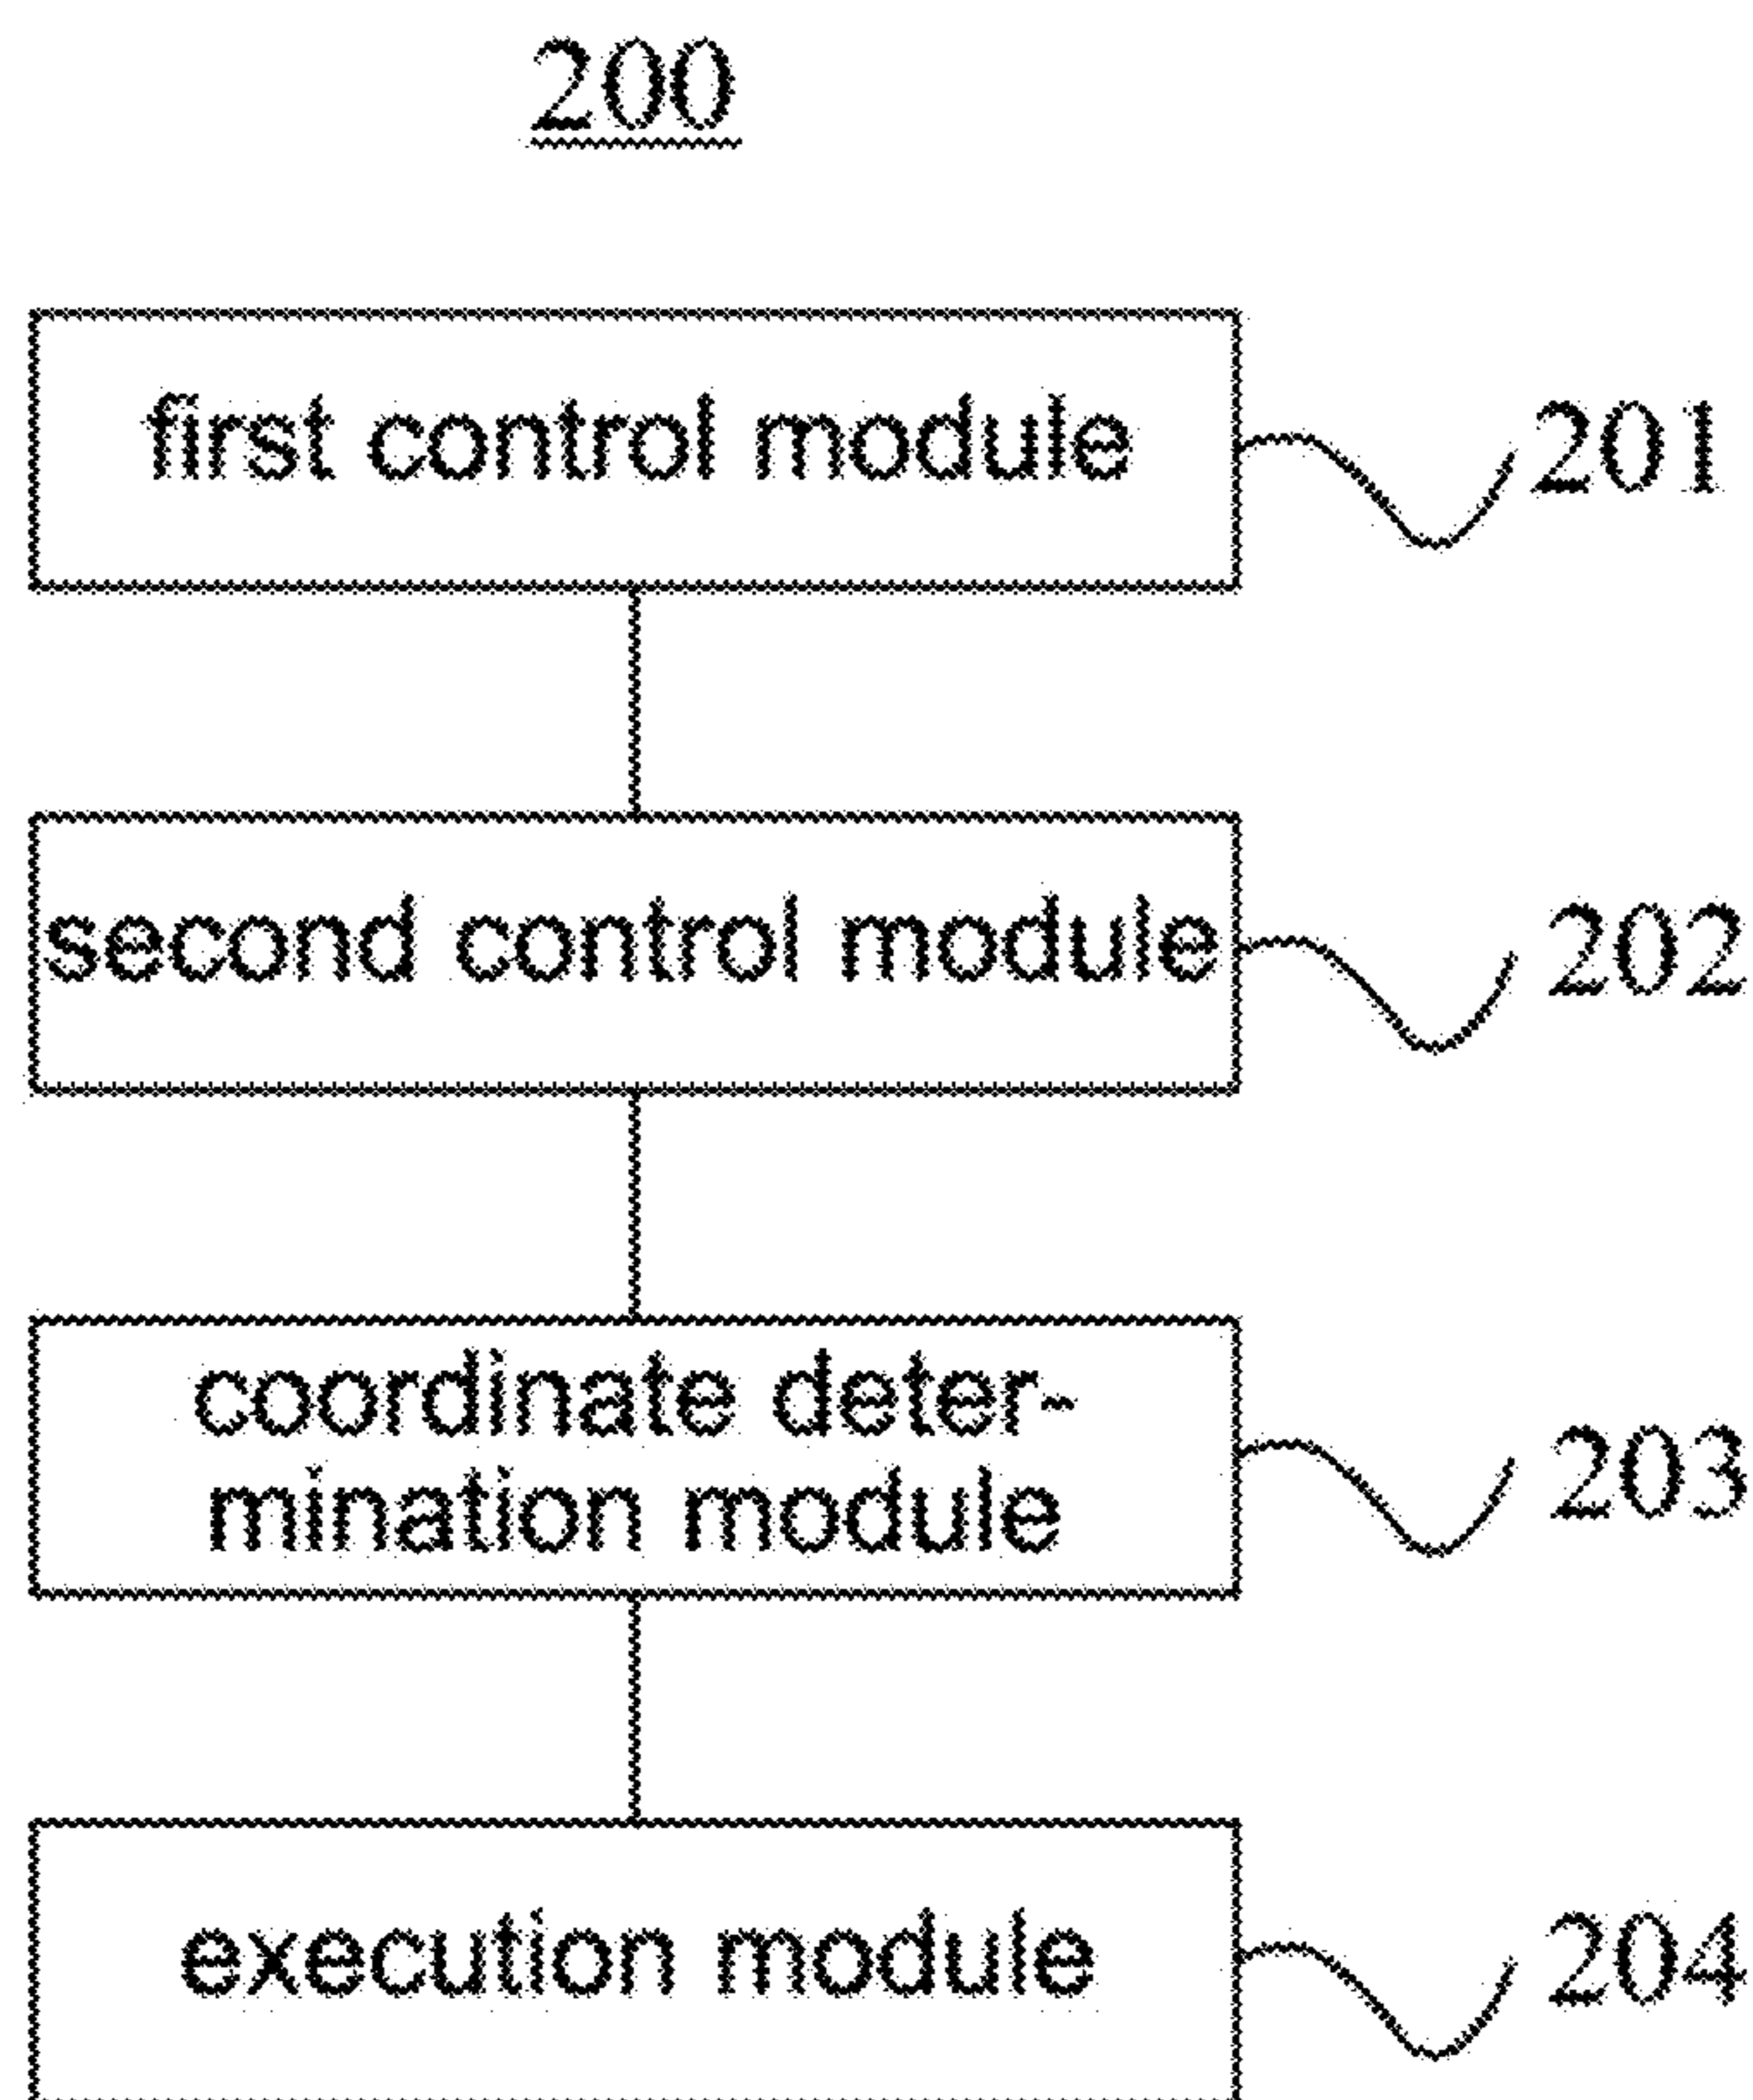 200
first control module
201
second control module
202
coordinate deter-
mination module
203
execution module
204